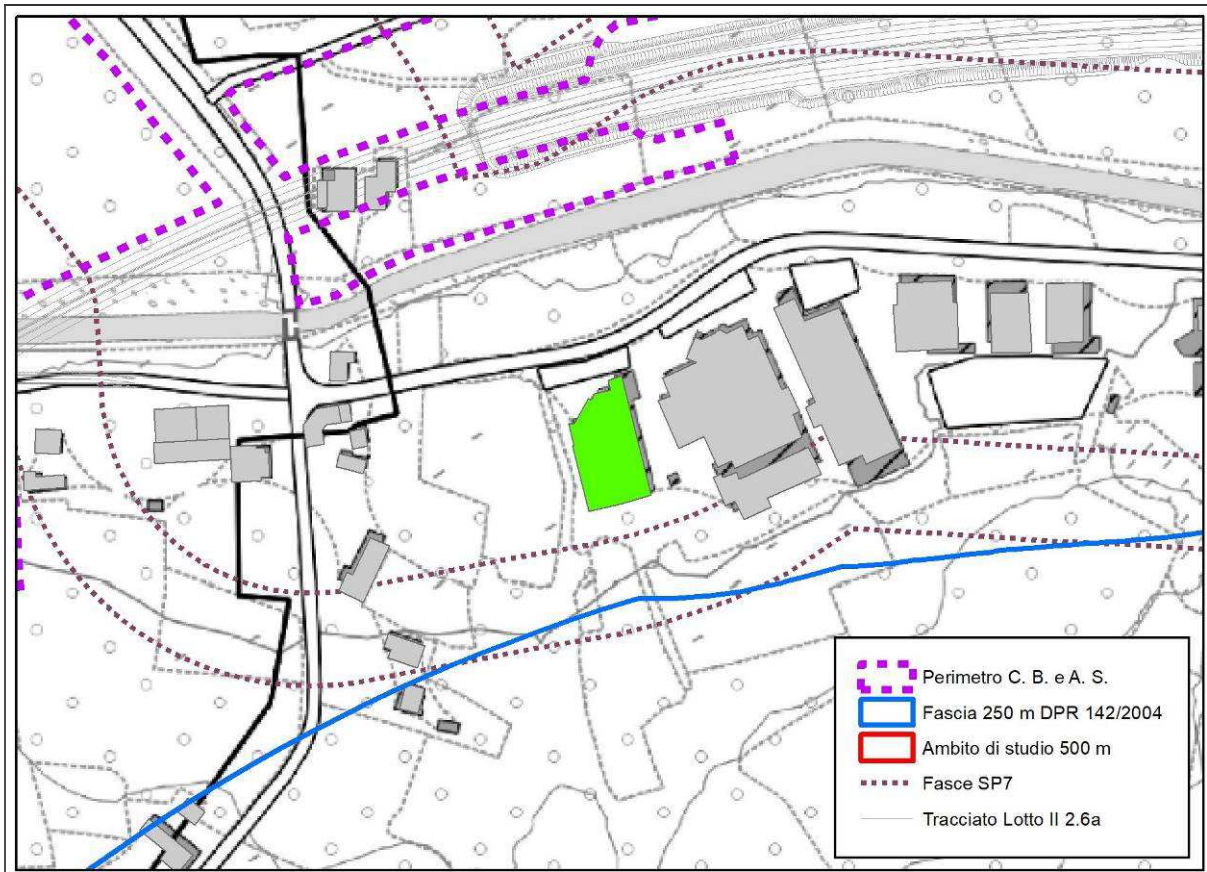 Perimetro C. B. e A. S.
Fascia 250 m DPR 142/2004
Ambito di studio 500 m
Fasce SP7
Tracciato Lotto II 2.6a